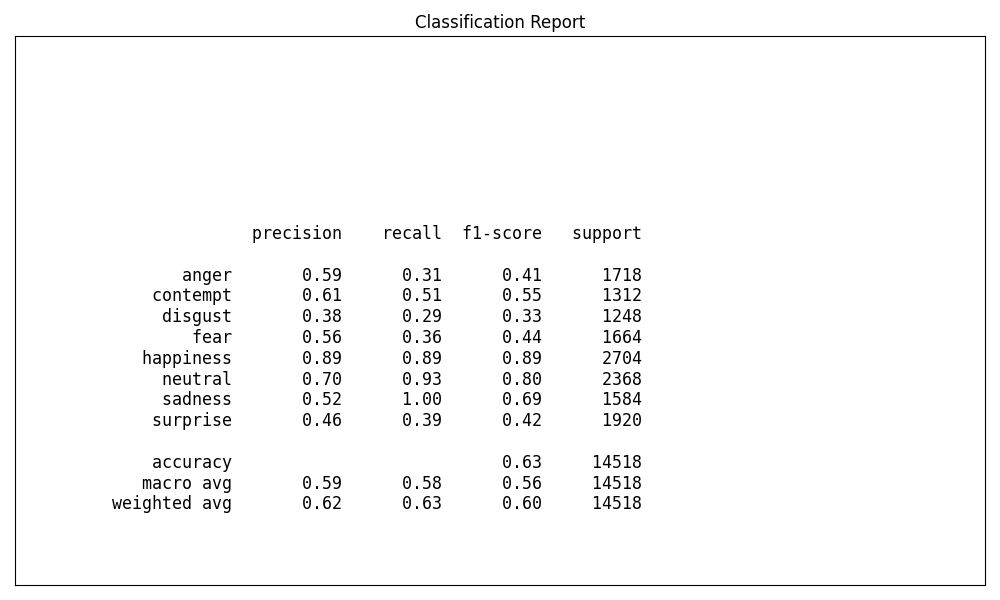 Classification Report
precision recall f1-score support
anger 0.59 0.31 0.41 1718
contempt 0.61 0.51 0.55 1312
disgust 0.38 0.29 0.33 1248
fear 0.56 0.36 0.44 1664
happiness 0.89 0.89 0.89 2704
neutral 0.70 0.93 0.80 2368
sadness 0.52 1.00 0.69 1584
surprise 0.46 0.39 0.42 1920
accuracy 0.63 14518
macro avg 0.59 0.58 0.56 14518
weighted avg 0.62 0.63 0.60 14518